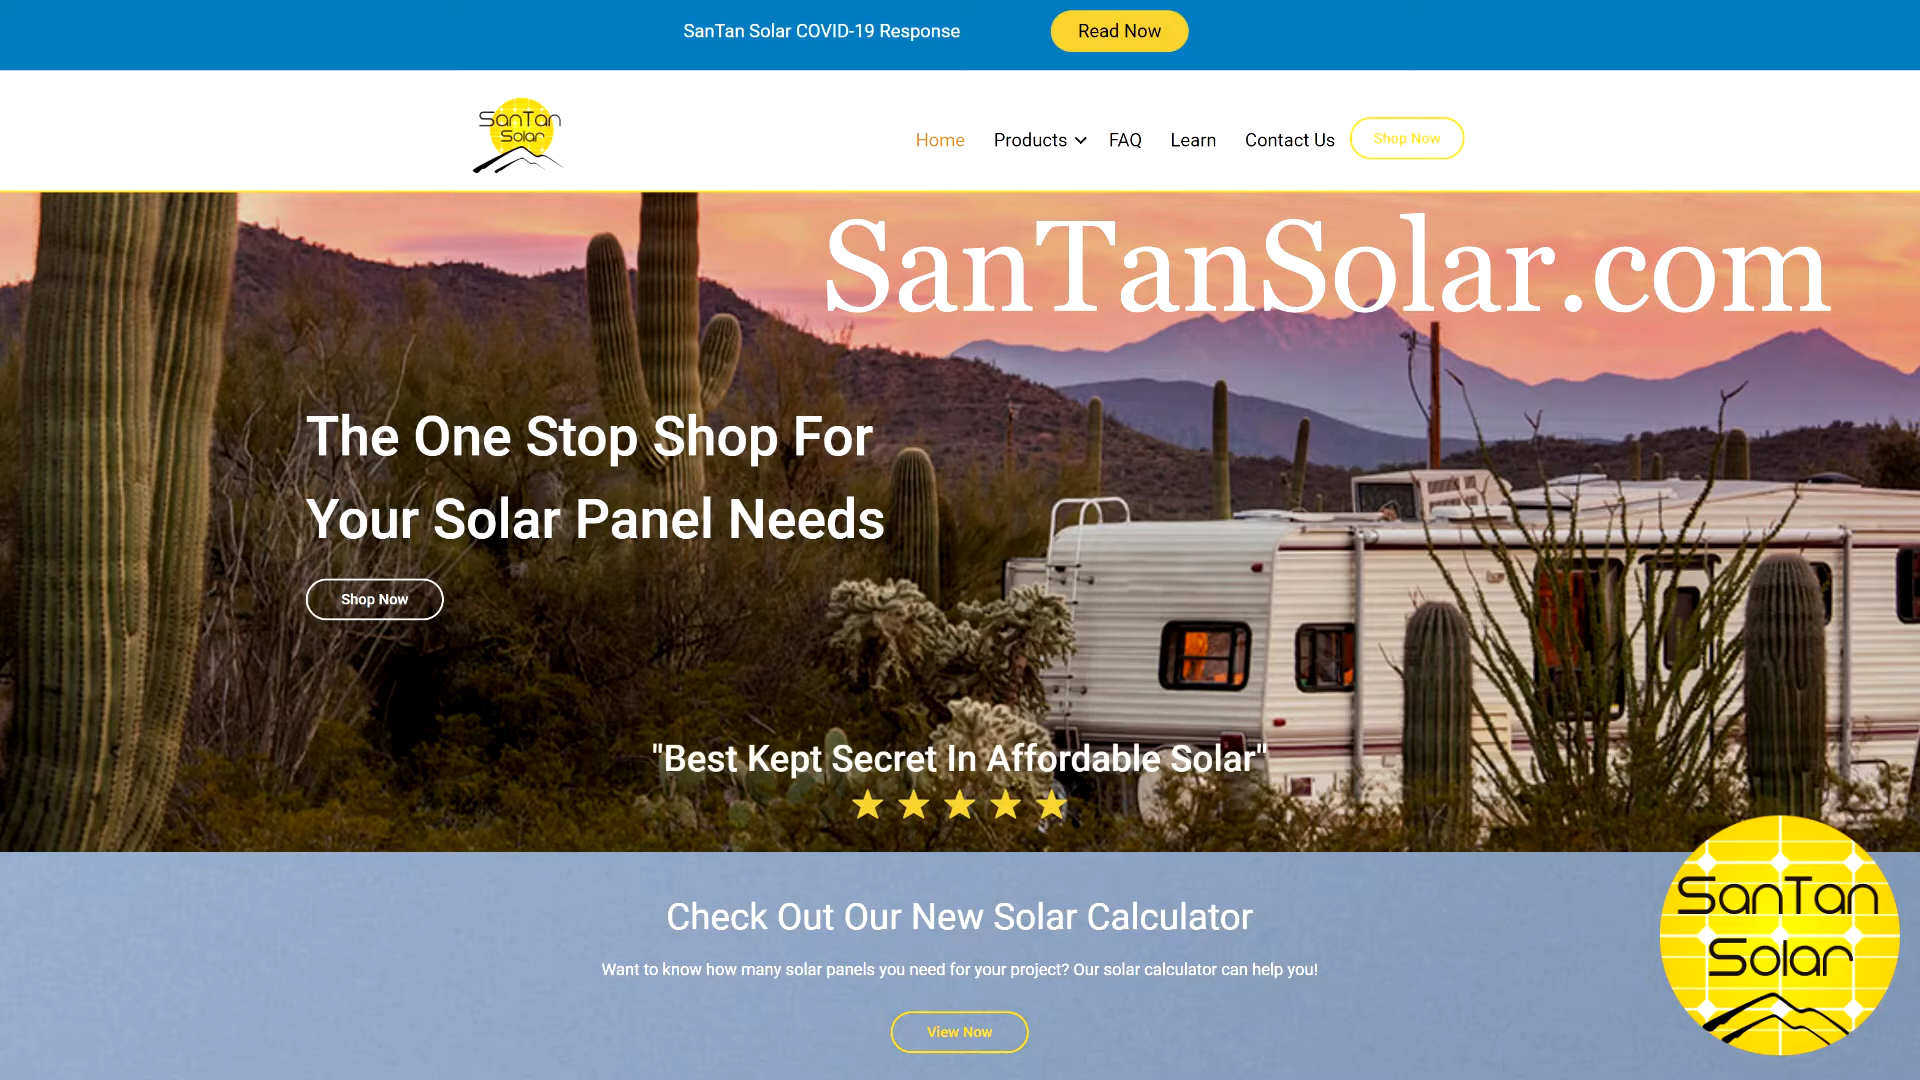 SanTan Solar COVID-19 Response
Read Now
SanTan
Solar
Home
Products
FAQ
Learn
Contact Us
Shop Now
SanTanSolar.com
The One Stop Shop For
Your Solar Panel Needs
Shop Now
"Best Kept Secret In Affordable Solar"
Check Out Our New Solar Calculator
Want to know how many solar panels you need for your project? Our solar calculator can help you!
View Now
SanTan
Solar